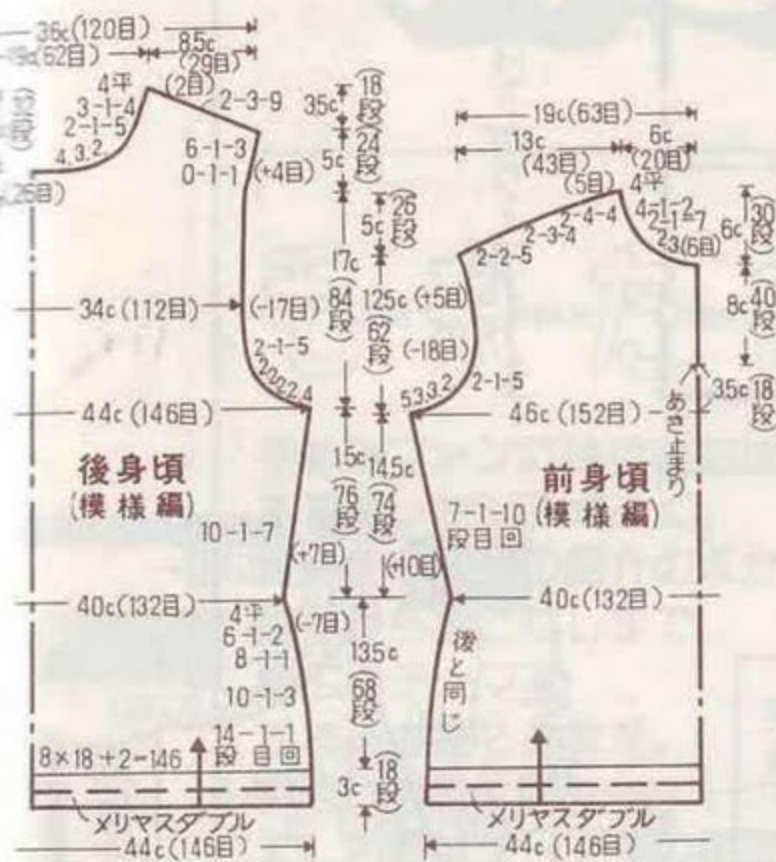 36c(120目)
19c(62目)
8.5c
(29目)
4平
(2目)
2-3-9
3-1-4
2-1-5
4.3.2
6-1-3
0-1-1
(+4目)
34c(112目)
(-17目)
2-1-5
2.2.2.2.4
44c(146目)
後身頃
(模様編)
10-1-7
(+7目)
40c(132目)
4平
6-1-2
8-1-1
10-1-3
14-1-1
段 目 回
(-7目)
8×18+2=146
メリヤスダブル
44c(146目)
3.5c
(18段)
5c
(24段)
17c
(84段)
15c
(76段)
5c
(26段)
12.5c
(62段)
(+5目)
(-18目)
14.5c
(74段)
(+10目)
13.5c
(68段)
3c
(18段)
19c(63目)
13c
(43目)
6c
(20目)
(5目)
4平
4-1-2
2-1-7
2.3(6目)
2-4-4
2-3-4
2-2-5
6c
(30段)
8c
(40段)
3.5c
(18段)
あき止まり
5.3.3.2
2-1-5
46c(152目)
前身頃
(模様編)
7-1-10
段目回
40c(132目)
後と同じ
メリヤスダブル
44c(146目)